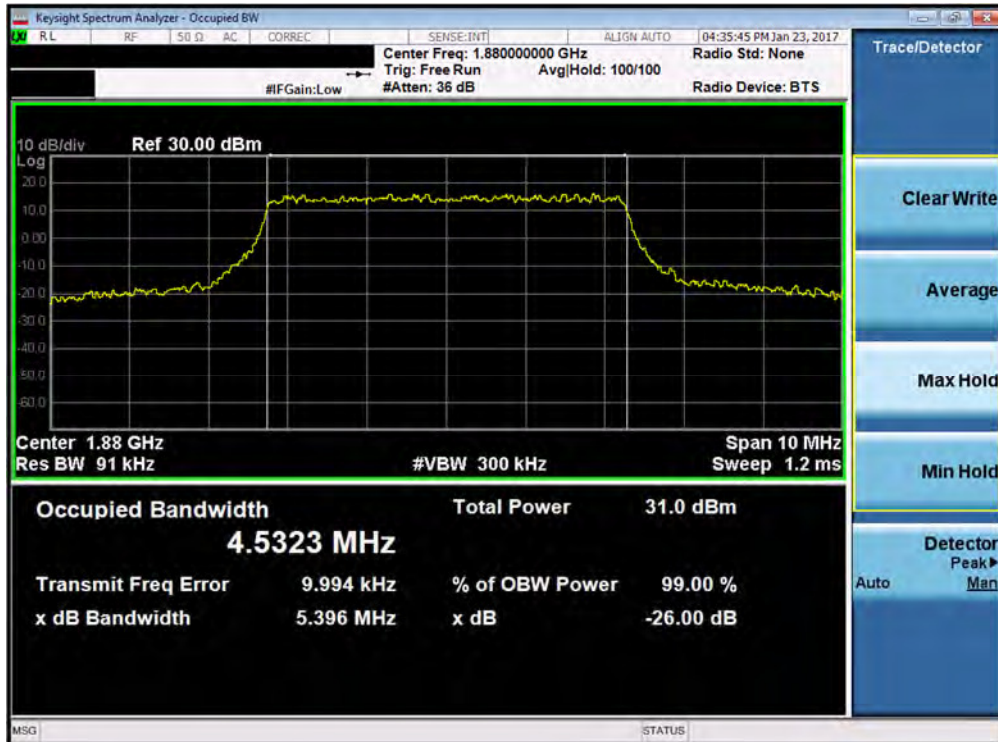 Keysight Spectrum Analyzer - Occupied BW
LXI RL RF 50 Ω AC CORREC SENSE:INT ALIGN AUTO 04:35:45 PM Jan 23, 2017
Center Freq: 1.880000000 GHz Radio Std: None
Trig: Free Run Avg|Hold: 100/100
#IFGain:Low #Atten: 36 dB Radio Device: BTS
10 dB/div Ref 30.00 dBm
Log
20.0
10.0
0.00
-10.0
-20.0
-30.0
-40.0
-50.0
-60.0
Center 1.88 GHz Span 10 MHz
Res BW 91 kHz #VBW 300 kHz Sweep 1.2 ms
Occupied Bandwidth Total Power 31.0 dBm
4.5323 MHz
Transmit Freq Error 9.994 kHz % of OBW Power 99.00 %
x dB Bandwidth 5.396 MHz x dB -26.00 dB
MSG STATUS
Trace/Detector
Clear Write
Average
Max Hold
Min Hold
Detector
Peak▶
Auto Man